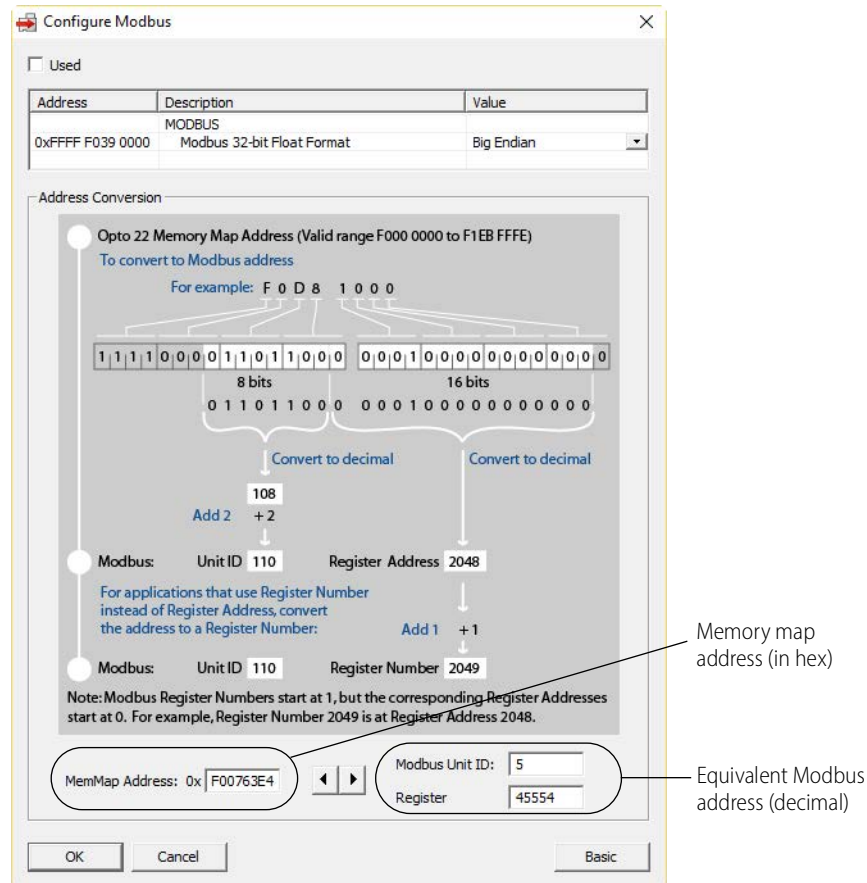 Configure Modbus
Used
Address Description Value
MODBUS
0xFFFF F039 0000 Modbus 32-bit Float Format Big Endian
Address Conversion
Opto 22 Memory Map Address (Valid range F000 0000 to F1EB FFFE)
To convert to Modbus address
For example: F 0 D 8 1 0 0 0
1 1 1 1 0 0 0 0 1 1 0 1 1 0 0 0 0 0 0 1 0 0 0 0 0 0 0 0 0 0 0 0
8 bits 16 bits
0 1 1 0 1 1 0 0 0 0 0 0 1 0 0 0 0 0 0 0 0 0 0 0
Convert to decimal Convert to decimal
108
Add 2 + 2
Modbus: Unit ID 110 Register Address 2048
For applications that use Register Number
instead of Register Address, convert
the address to a Register Number: Add 1 + 1
Modbus: Unit ID 110 Register Number 2049
Note: Modbus Register Numbers start at 1, but the corresponding Register Addresses
start at 0. For example, Register Number 2049 is at Register Address 2048.
MemMap Address: 0x F00763E4
Modbus Unit ID: 5
Register 45554
OK Cancel Basic
Memory map
address (in hex)
Equivalent Modbus
address (decimal)